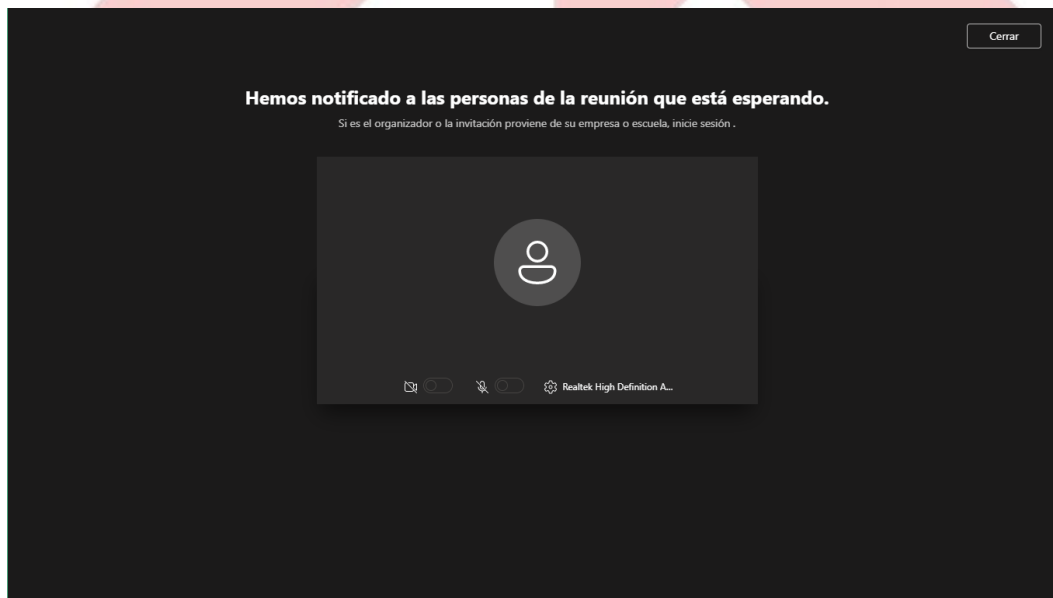 Cerrar
Hemos notificado a las personas de la reunión que está esperando.
Si es el organizador o la invitación proviene de su empresa o escuela, inicie sesión .
Realtek High Definition A...